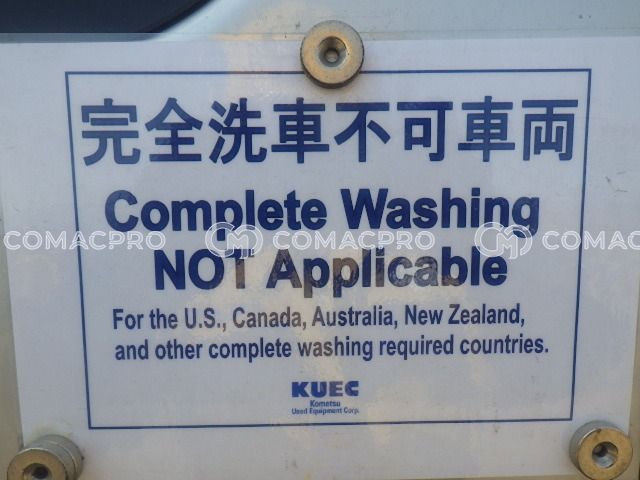 完全洗車不可車両
Complete Washing
COMACPRO COMACPRO COMACPRO
NOT Applicable
For the U.S., Canada, Australia, New Zealand,
and other complete washing required countries.
KUEC
Komatsu
Used Equipment Corp.